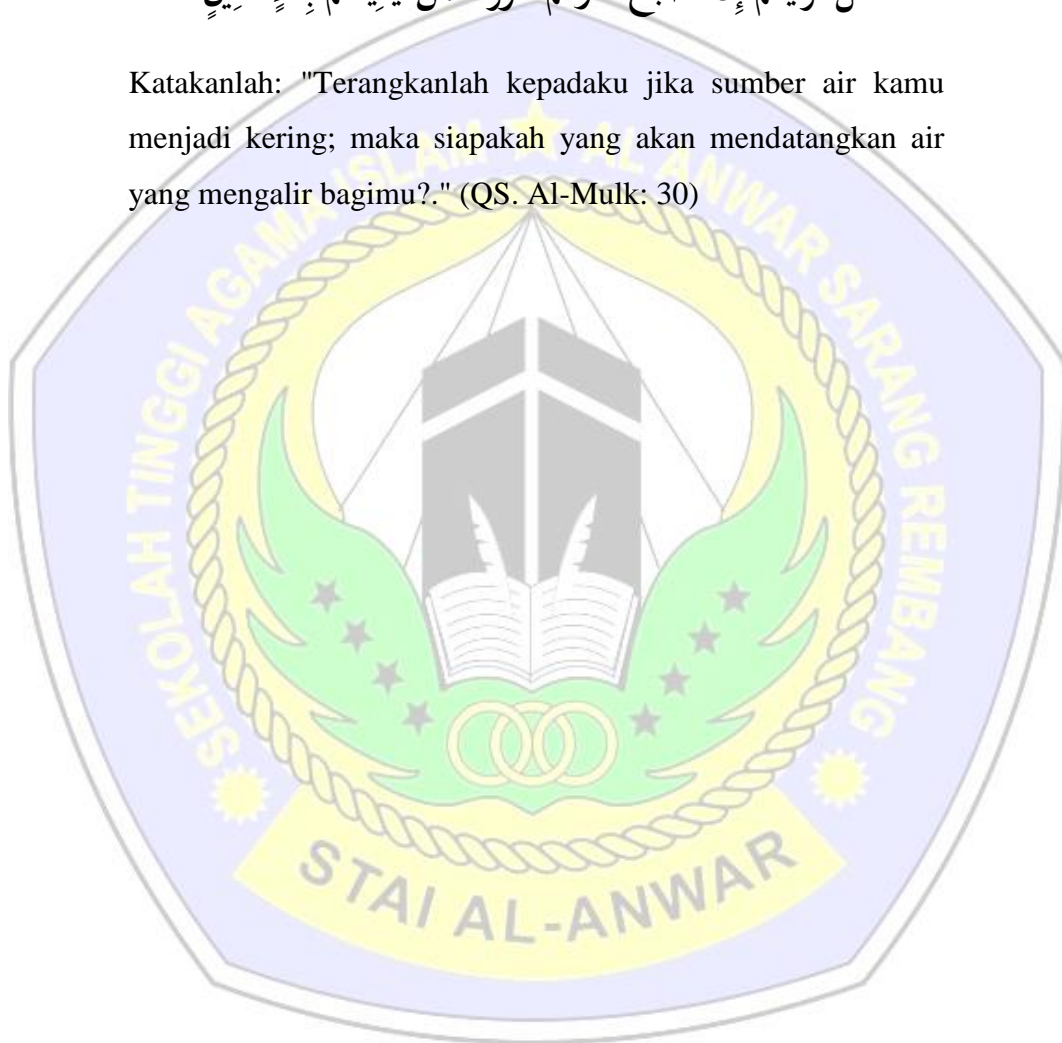 Katakanlah: "Terangkanlah kepadaku jika sumber air kamu
menjadi kering; maka siapakah yang akan mendatangkan air
yang mengalir bagimu?." (QS. Al-Mulk: 30)
SEKOLAH TINGGI AGAMA ISLAM ★ AL ANWAR SARANG REMBANG
STAI AL-ANWAR